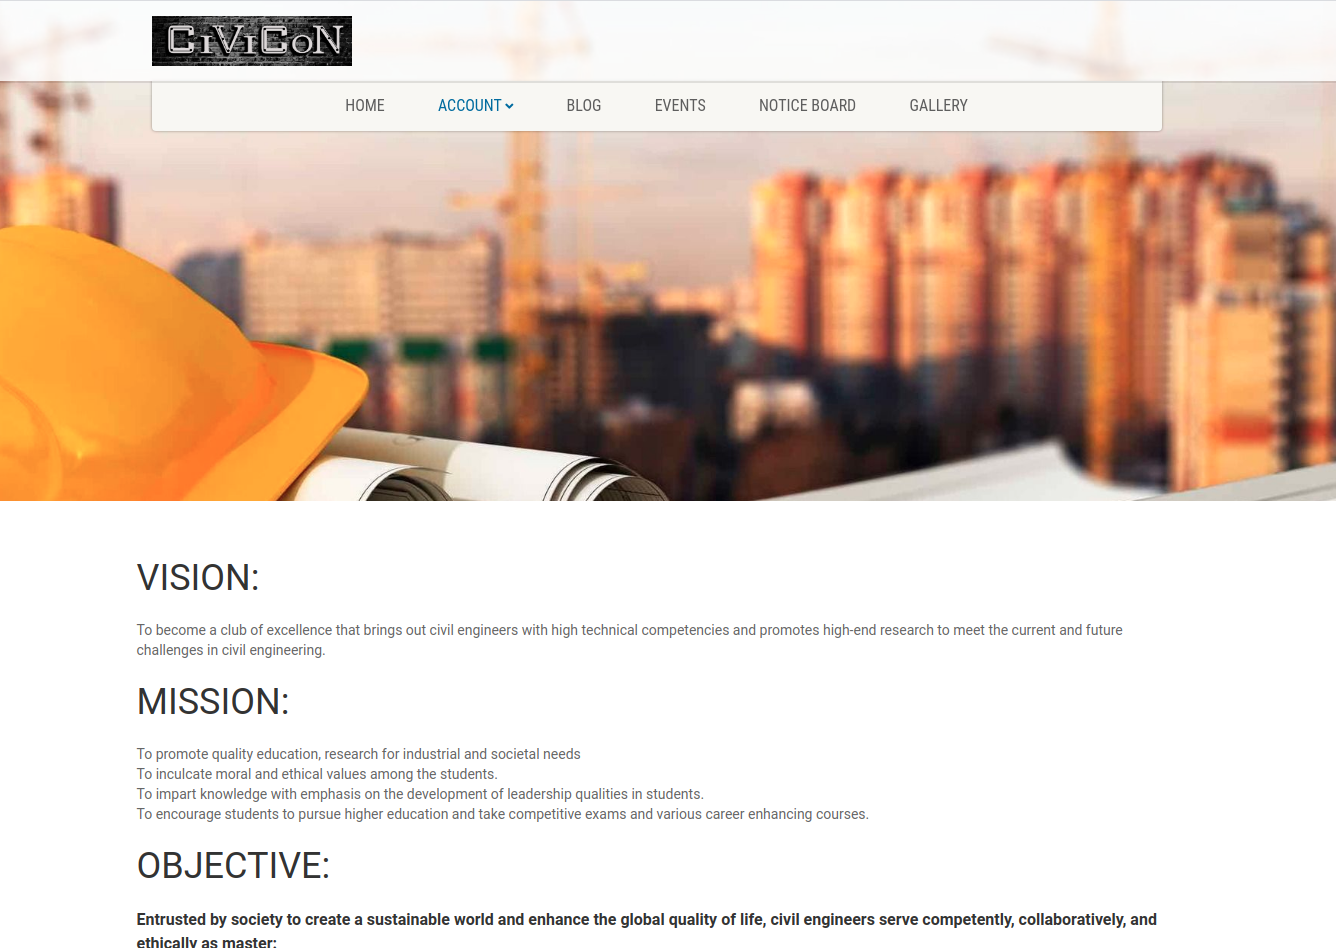 CiViCoN
HOME ACCOUNT BLOG EVENTS NOTICE BOARD GALLERY
VISION:
To become a club of excellence that brings out civil engineers with high technical competencies and promotes high-end research to meet the current and future
challenges in civil engineering.
MISSION:
To promote quality education, research for industrial and societal needs
To inculcate moral and ethical values among the students.
To impart knowledge with emphasis on the development of leadership qualities in students.
To encourage students to pursue higher education and take competitive exams and various career enhancing courses.
OBJECTIVE:
Entrusted by society to create a sustainable world and enhance the global quality of life, civil engineers serve competently, collaboratively, and
ethically as master: